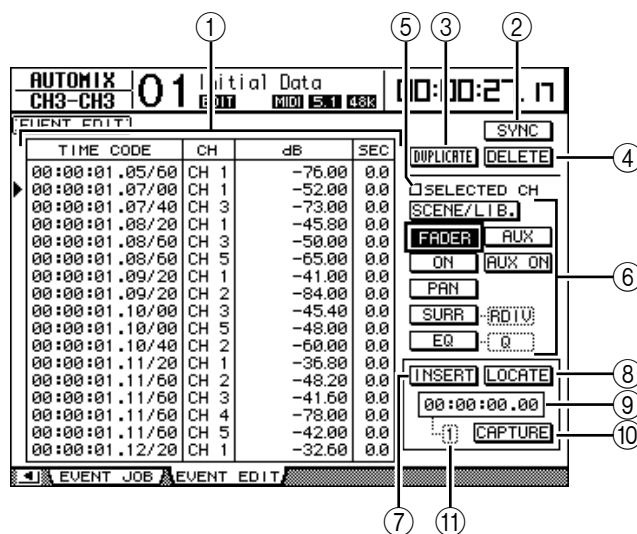 ① ⑤ ③ ②
AUTOMIX 01 Initial Data 00:00:27.17
CH3-CH3 EDIT MIDI 5.1 48k
EVENT EDIT
SYNC
DUPLICATE DELETE ④
TIME CODE CH dB SEC
00:00:01.05/60 CH 1 -76.00 0.0
00:00:01.07/00 CH 1 -52.00 0.0
00:00:01.07/40 CH 3 -73.00 0.0
00:00:01.08/20 CH 1 -45.80 0.0
00:00:01.08/60 CH 3 -50.00 0.0
00:00:01.08/60 CH 5 -65.00 0.0
00:00:01.09/20 CH 1 -41.00 0.0
00:00:01.09/20 CH 2 -84.00 0.0
00:00:01.10/00 CH 3 -45.40 0.0
00:00:01.10/00 CH 5 -48.00 0.0
00:00:01.10/40 CH 2 -60.00 0.0
00:00:01.11/20 CH 1 -36.80 0.0
00:00:01.11/60 CH 2 -48.20 0.0
00:00:01.11/60 CH 3 -41.60 0.0
00:00:01.11/60 CH 4 -78.00 0.0
00:00:01.11/60 CH 5 -42.00 0.0
00:00:01.12/20 CH 1 -32.60 0.0
SELECTED CH
SCENE/LIB.
FADER AUX
ON AUX ON ⑥
PAN
SURR RDIV
EQ Q
INSERT LOCATE ⑧
00:00:00.00 ⑨
1 CAPTURE ⑩
EVENT JOB EVENT EDIT
⑦ ⑪